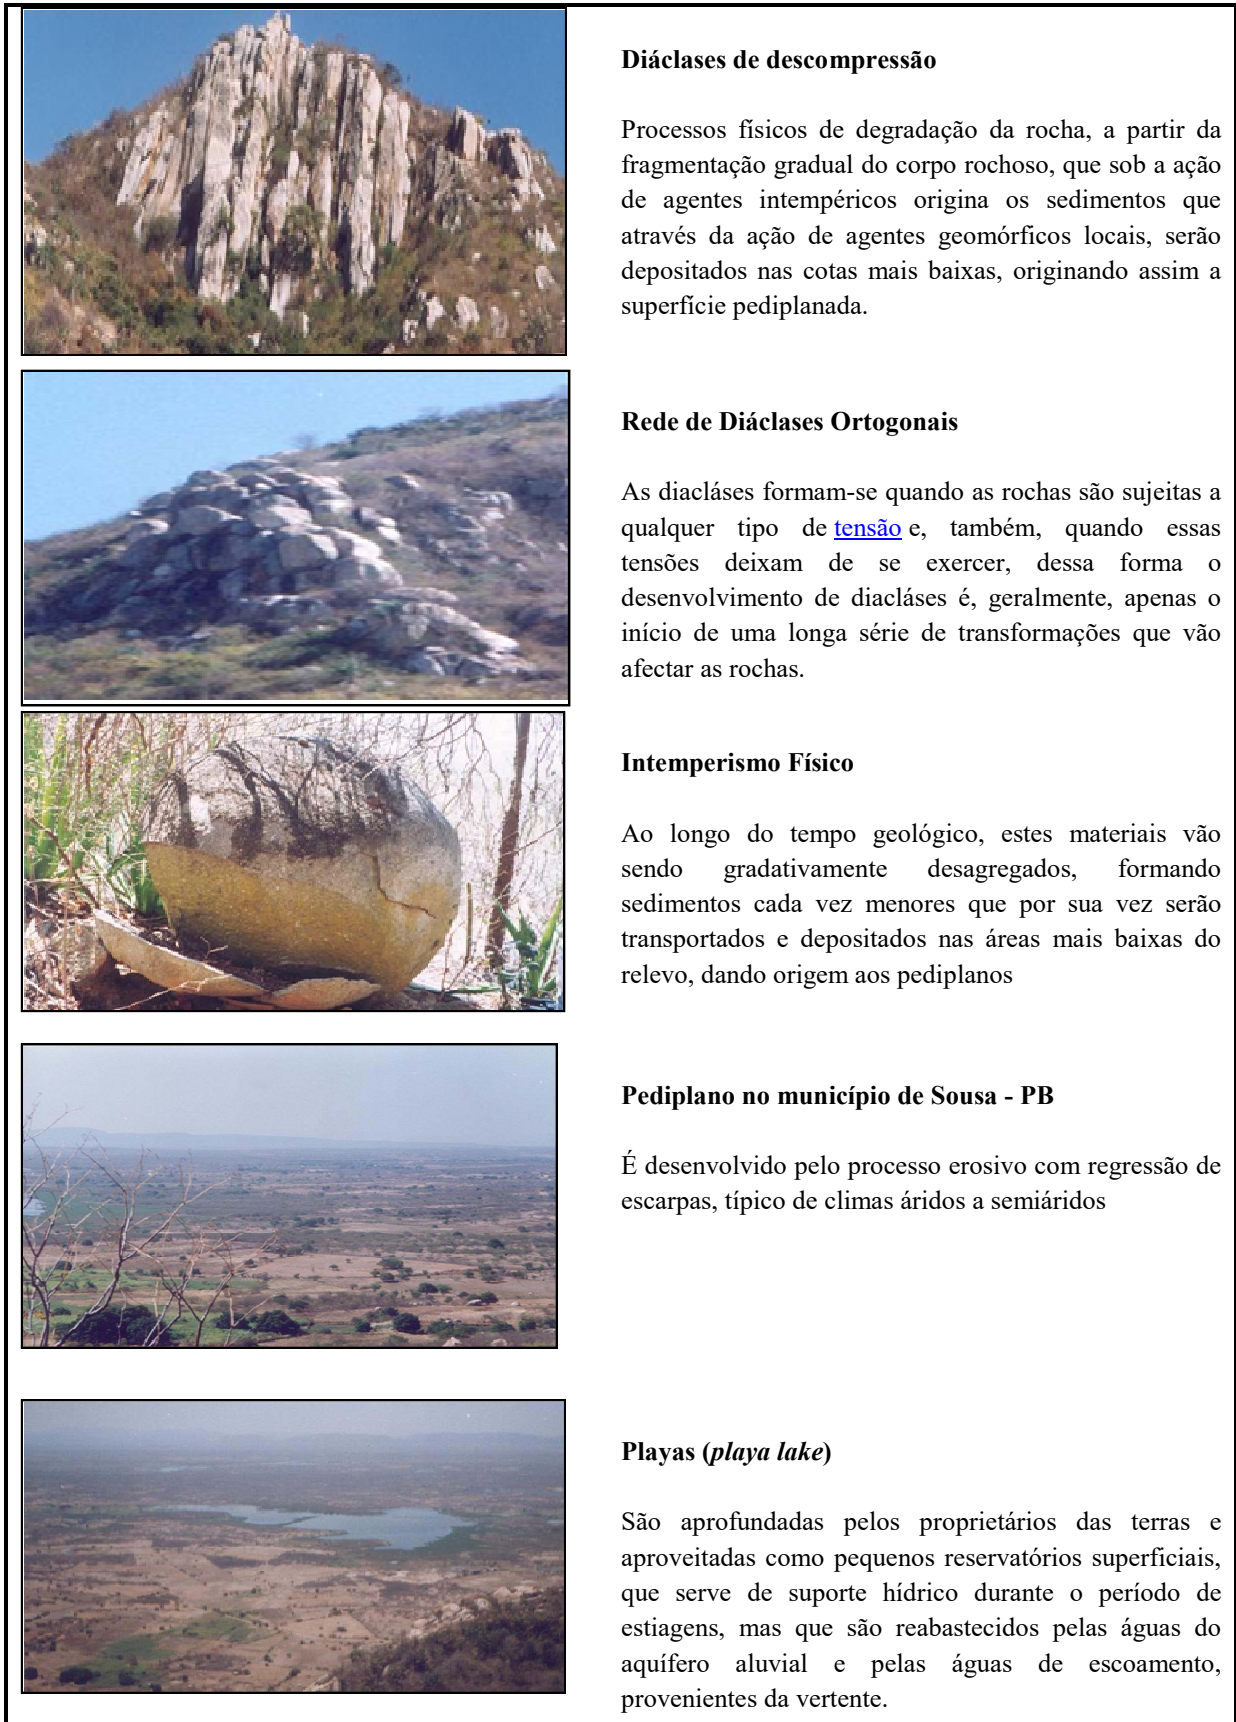 Diáclases de descompressão
Processos físicos de degradação da rocha, a partir da
fragmentação gradual do corpo rochoso, que sob a ação
de agentes intempéricos origina os sedimentos que
através da ação de agentes geomórficos locais, serão
depositados nas cotas mais baixas, originando assim a
superfície pediplanada.
Rede de Diáclases Ortogonais
As diacláses formam-se quando as rochas são sujeitas a
qualquer tipo de tensão e, também, quando essas
tensões deixam de se exercer, dessa forma o
desenvolvimento de diacláses é, geralmente, apenas o
início de uma longa série de transformações que vão
afectar as rochas.
Intemperismo Físico
Ao longo do tempo geológico, estes materiais vão
sendo gradativamente desagregados, formando
sedimentos cada vez menores que por sua vez serão
transportados e depositados nas áreas mais baixas do
relevo, dando origem aos pediplanos
Pediplano no município de Sousa - PB
É desenvolvido pelo processo erosivo com regressão de
escarpas, típico de climas áridos a semiáridos
Playas (playa lake)
São aprofundadas pelos proprietários das terras e
aproveitadas como pequenos reservatórios superficiais,
que serve de suporte hídrico durante o período de
estiagens, mas que são reabastecidos pelas águas do
aquífero aluvial e pelas águas de escoamento,
provenientes da vertente.